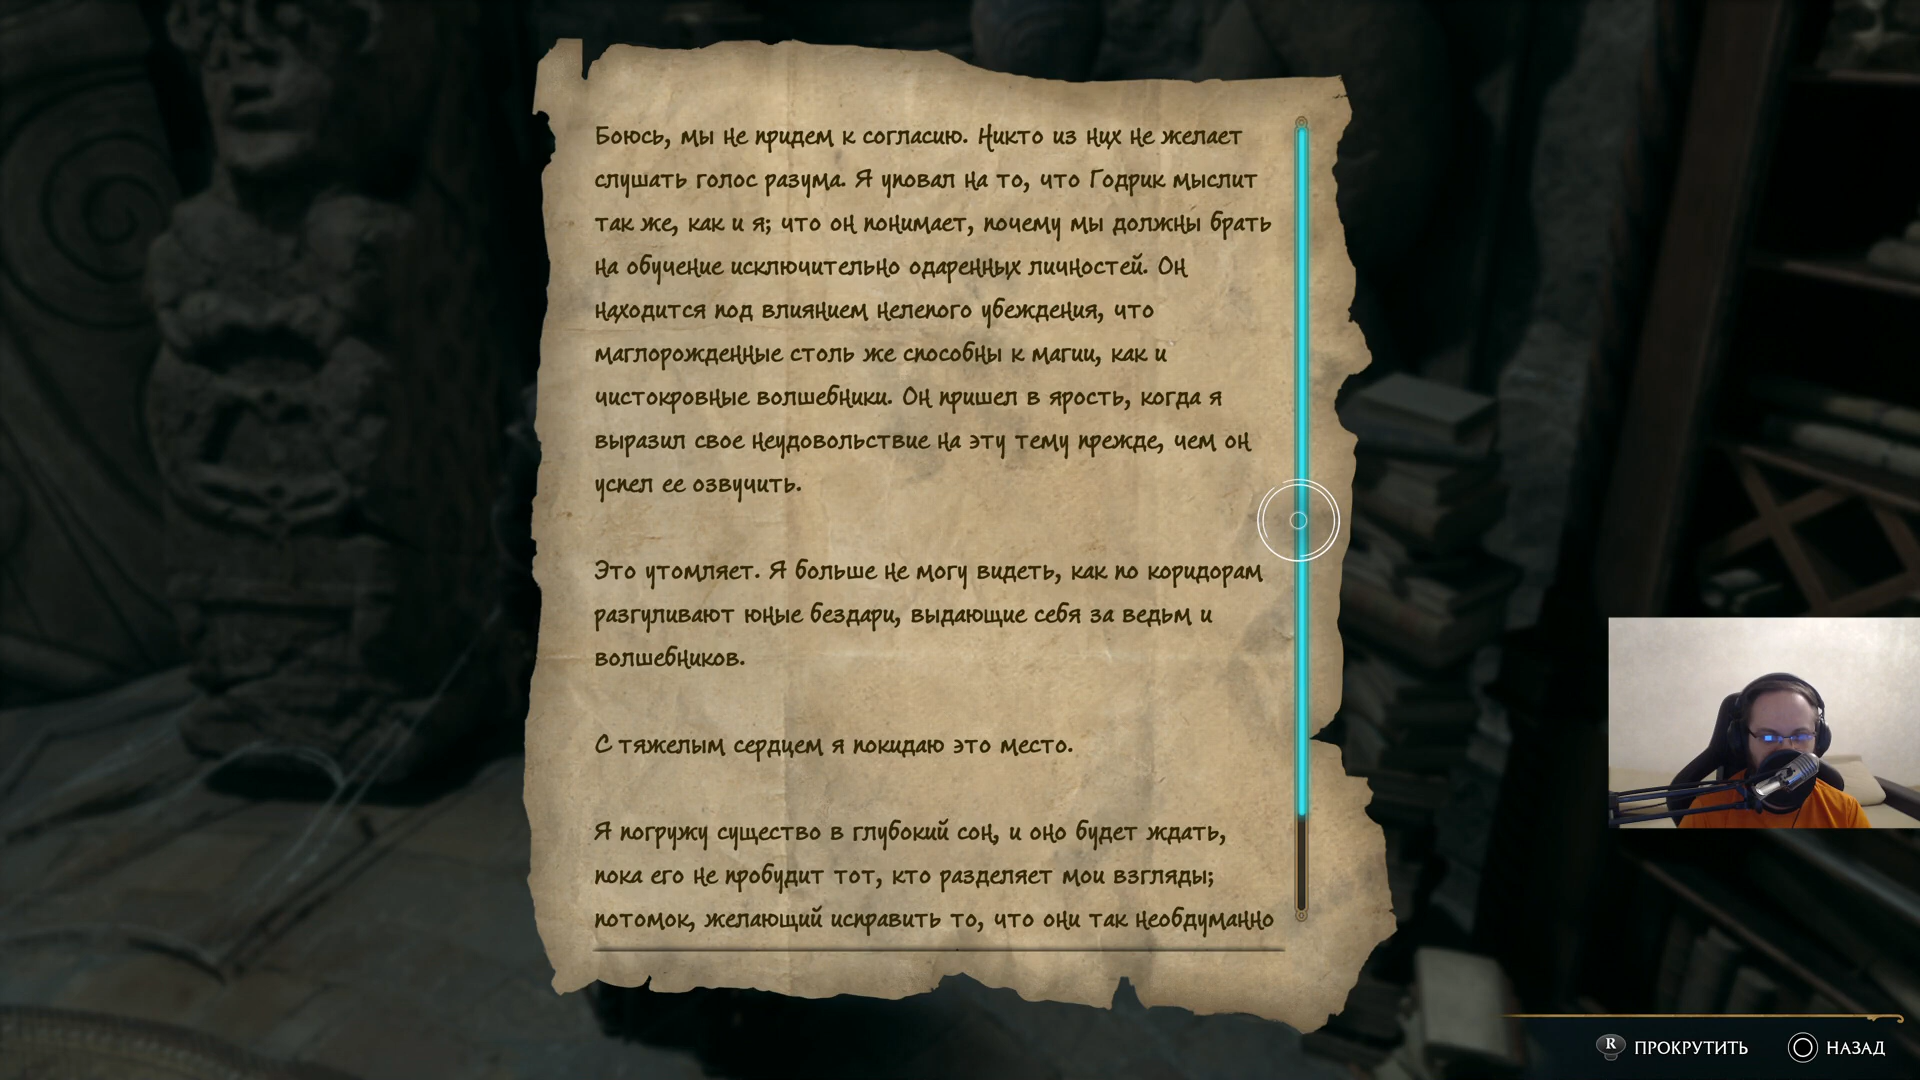 Боюсь, мы не придем к согласию. Никто из них не желает
слушать голос разума. Я уповал на то, что Годрик мыслит
так же, как и я; что он понимает, почему мы должны брать
на обучение исключительно одаренных личностей. Он
находится под влиянием нелепого убеждения, что
маглорожденные столь же способны к магии, как и
чистокровные волшебники. Он пришел в ярость, когда я
выразил свое неудовольствие на эту тему прежде, чем он
успел ее озвучить.
Это утомляет. Я больше не могу видеть, как по коридорам
разгуливают юные бездари, выдающие себя за ведьм и
волшебников.
С тяжелым сердцем я покидаю это место.
Я погружу существо в глубокий сон, и оно будет ждать,
пока его не пробудит тот, кто разделяет мои взгляды;
потомок, желающий исправить то, что они так необдуманно
R ПРОКРУТИТЬ НАЗАД